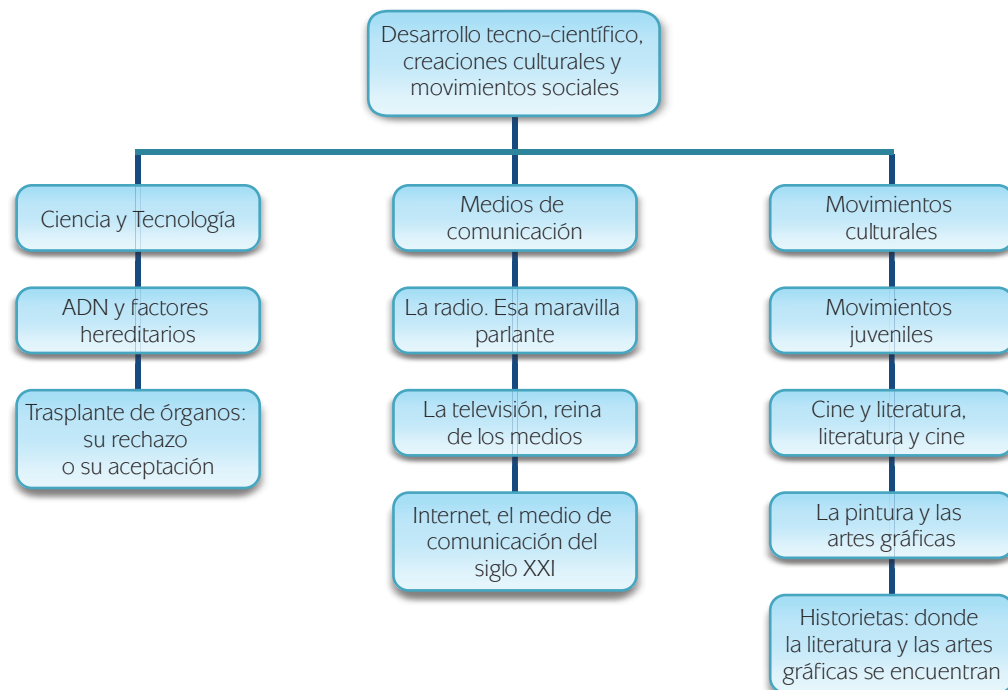 Desarrollo tecno-científico,
creaciones culturales y
movimientos sociales
Ciencia y Tecnología
ADN y factores
hereditarios
Trasplante de órganos:
su rechazo
o su aceptación
Medios de
comunicación
La radio. Esa maravilla
parlante
La televisión, reina
de los medios
Internet, el medio de
comunicación del
siglo XXI
Movimientos
culturales
Movimientos
juveniles
Cine y literatura,
literatura y cine
La pintura y las
artes gráficas
Historietas: donde
la literatura y las artes
gráficas se encuentran